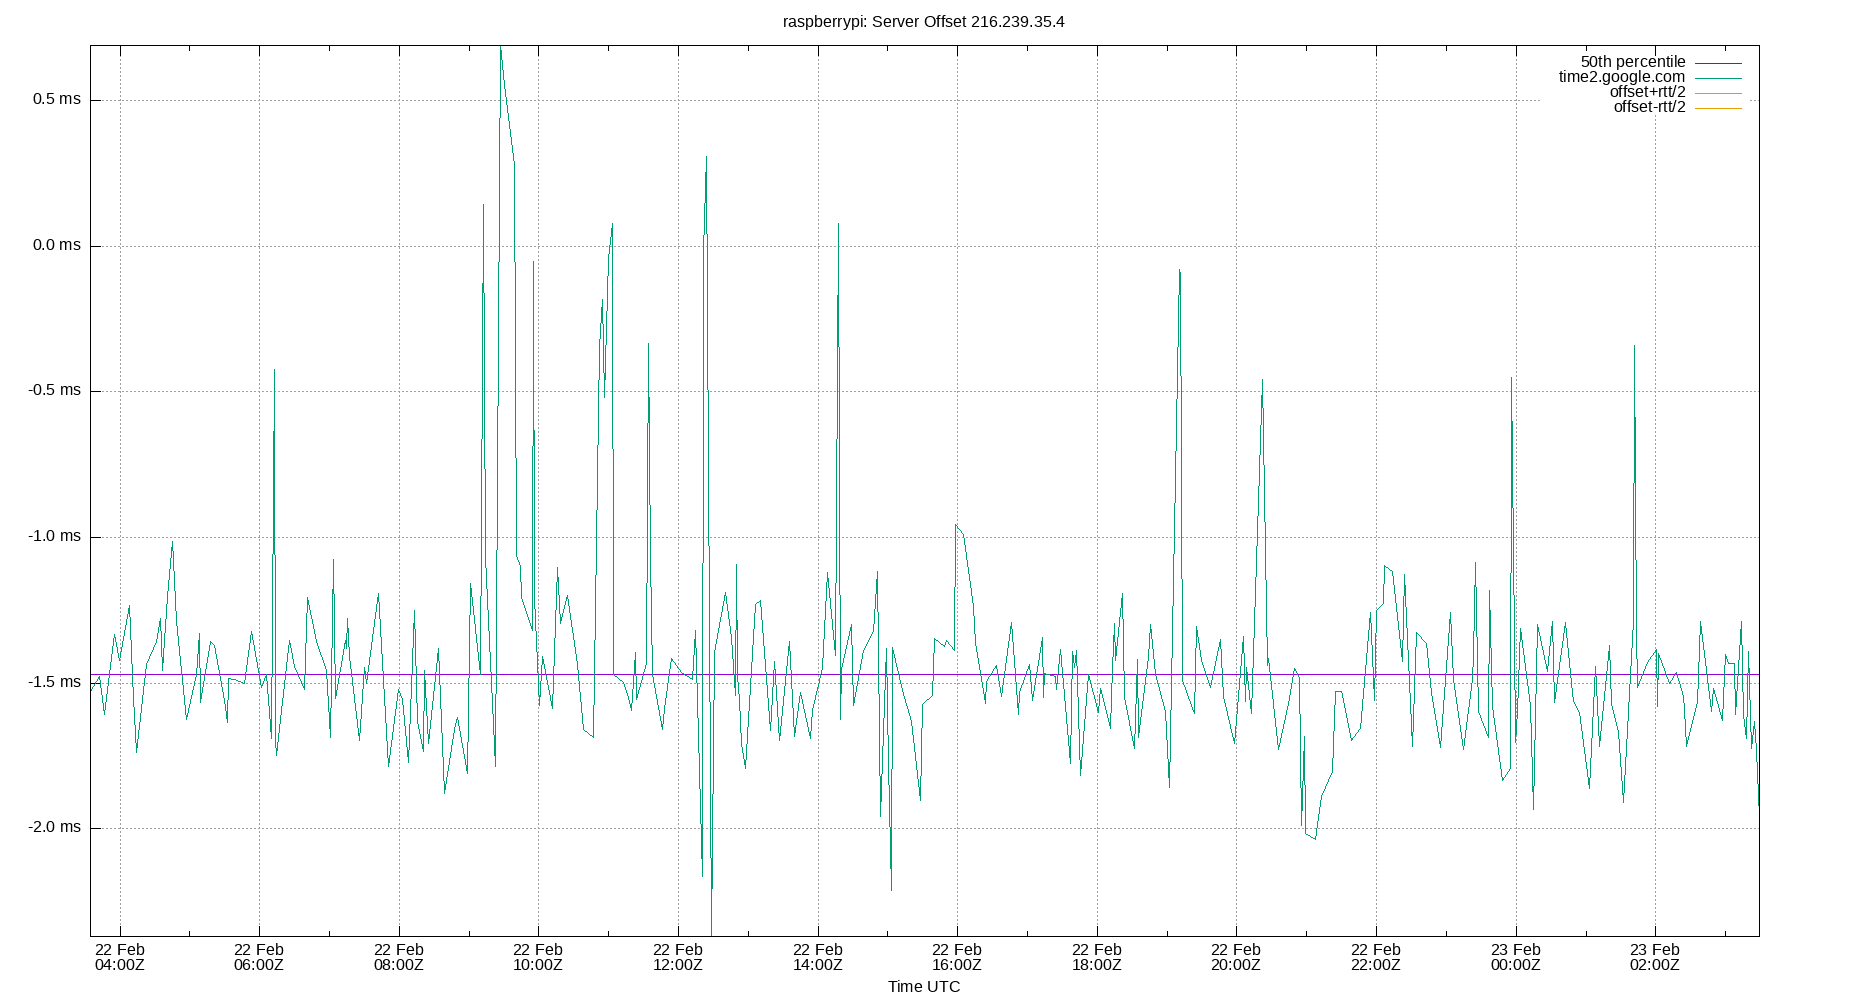 raspberrypi: Server Offset 216.239.35.4
50th percentile
time2.google.com
offset+rtt/2
offset-rtt/2
0.5 ms
0.0 ms
-0.5 ms
-1.0 ms
-1.5 ms
-2.0 ms
22 Feb 22 Feb 22 Feb 22 Feb 22 Feb 22 Feb 22 Feb 22 Feb 22 Feb 22 Feb 23 Feb 23 Feb
04:00Z 06:00Z 08:00Z 10:00Z 12:00Z 14:00Z 16:00Z 18:00Z 20:00Z 22:00Z 00:00Z 02:00Z
Time UTC